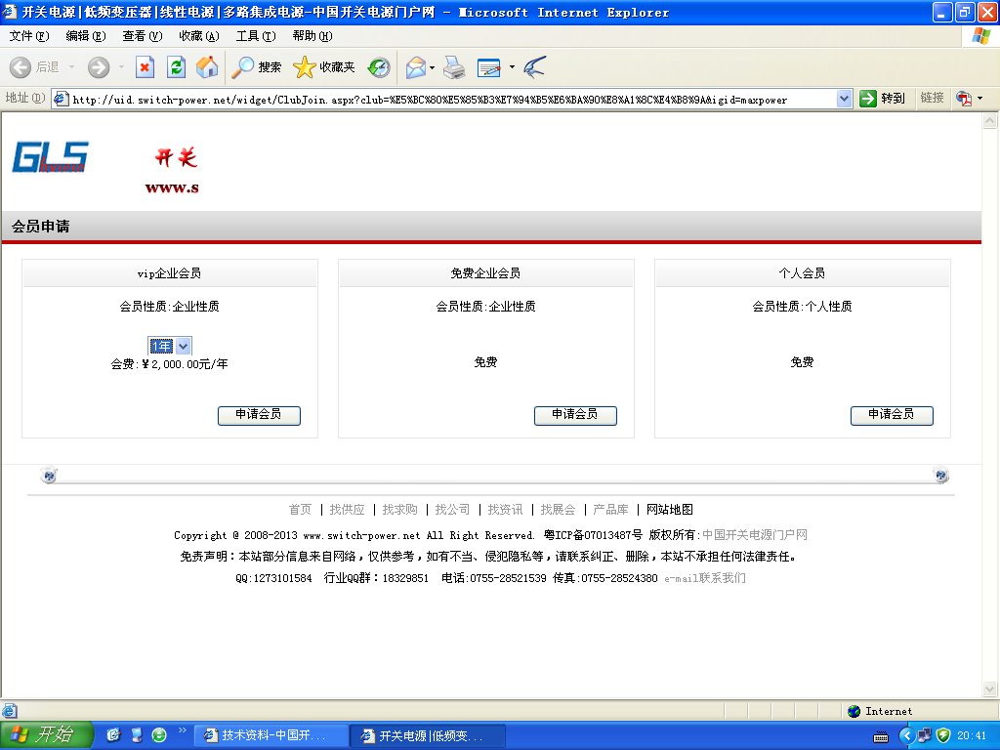 开关电源|低频变压器|线性电源|多路集成电源-中国开关电源门户网 - Microsoft Internet Explorer
文件(F) 编辑(E) 查看(V) 收藏(A) 工具(T) 帮助(H)
后退 搜索 收藏夹
地址(D) http://uid.switch-power.net/widget/ClubJoin.aspx?club=%E5%BC%80%E5%85%B3%E7%94%B5%E6%BA%90%E8%A1%8C%E4%B8%9A&igid=maxpower 转到 链接
GLS 开关
www.s
会员申请
vip企业会员 免费企业会员 个人会员
会员性质:企业性质 会员性质:企业性质 会员性质:个人性质
1年
会费:¥2,000.00元/年 免费 免费
申请会员 申请会员 申请会员
首页 | 找供应 | 找求购 | 找公司 | 找资讯 | 找展会 | 产品库 | 网站地图
Copyright @ 2008-2013 www.switch-power.net All Right Reserved. 粤ICP备07013487号 版权所有:中国开关电源门户网
免责声明：本站部分信息来自网络，仅供参考，如有不当、侵犯隐私等，请联系纠正、删除，本站不承担任何法律责任。
QQ:1273101584 行业QQ群：18329851 电话:0755-28521539 传真:0755-28524380 e-mail联系我们
Internet
开始 技术资料-中国开... 开关电源|低频变... 20:41